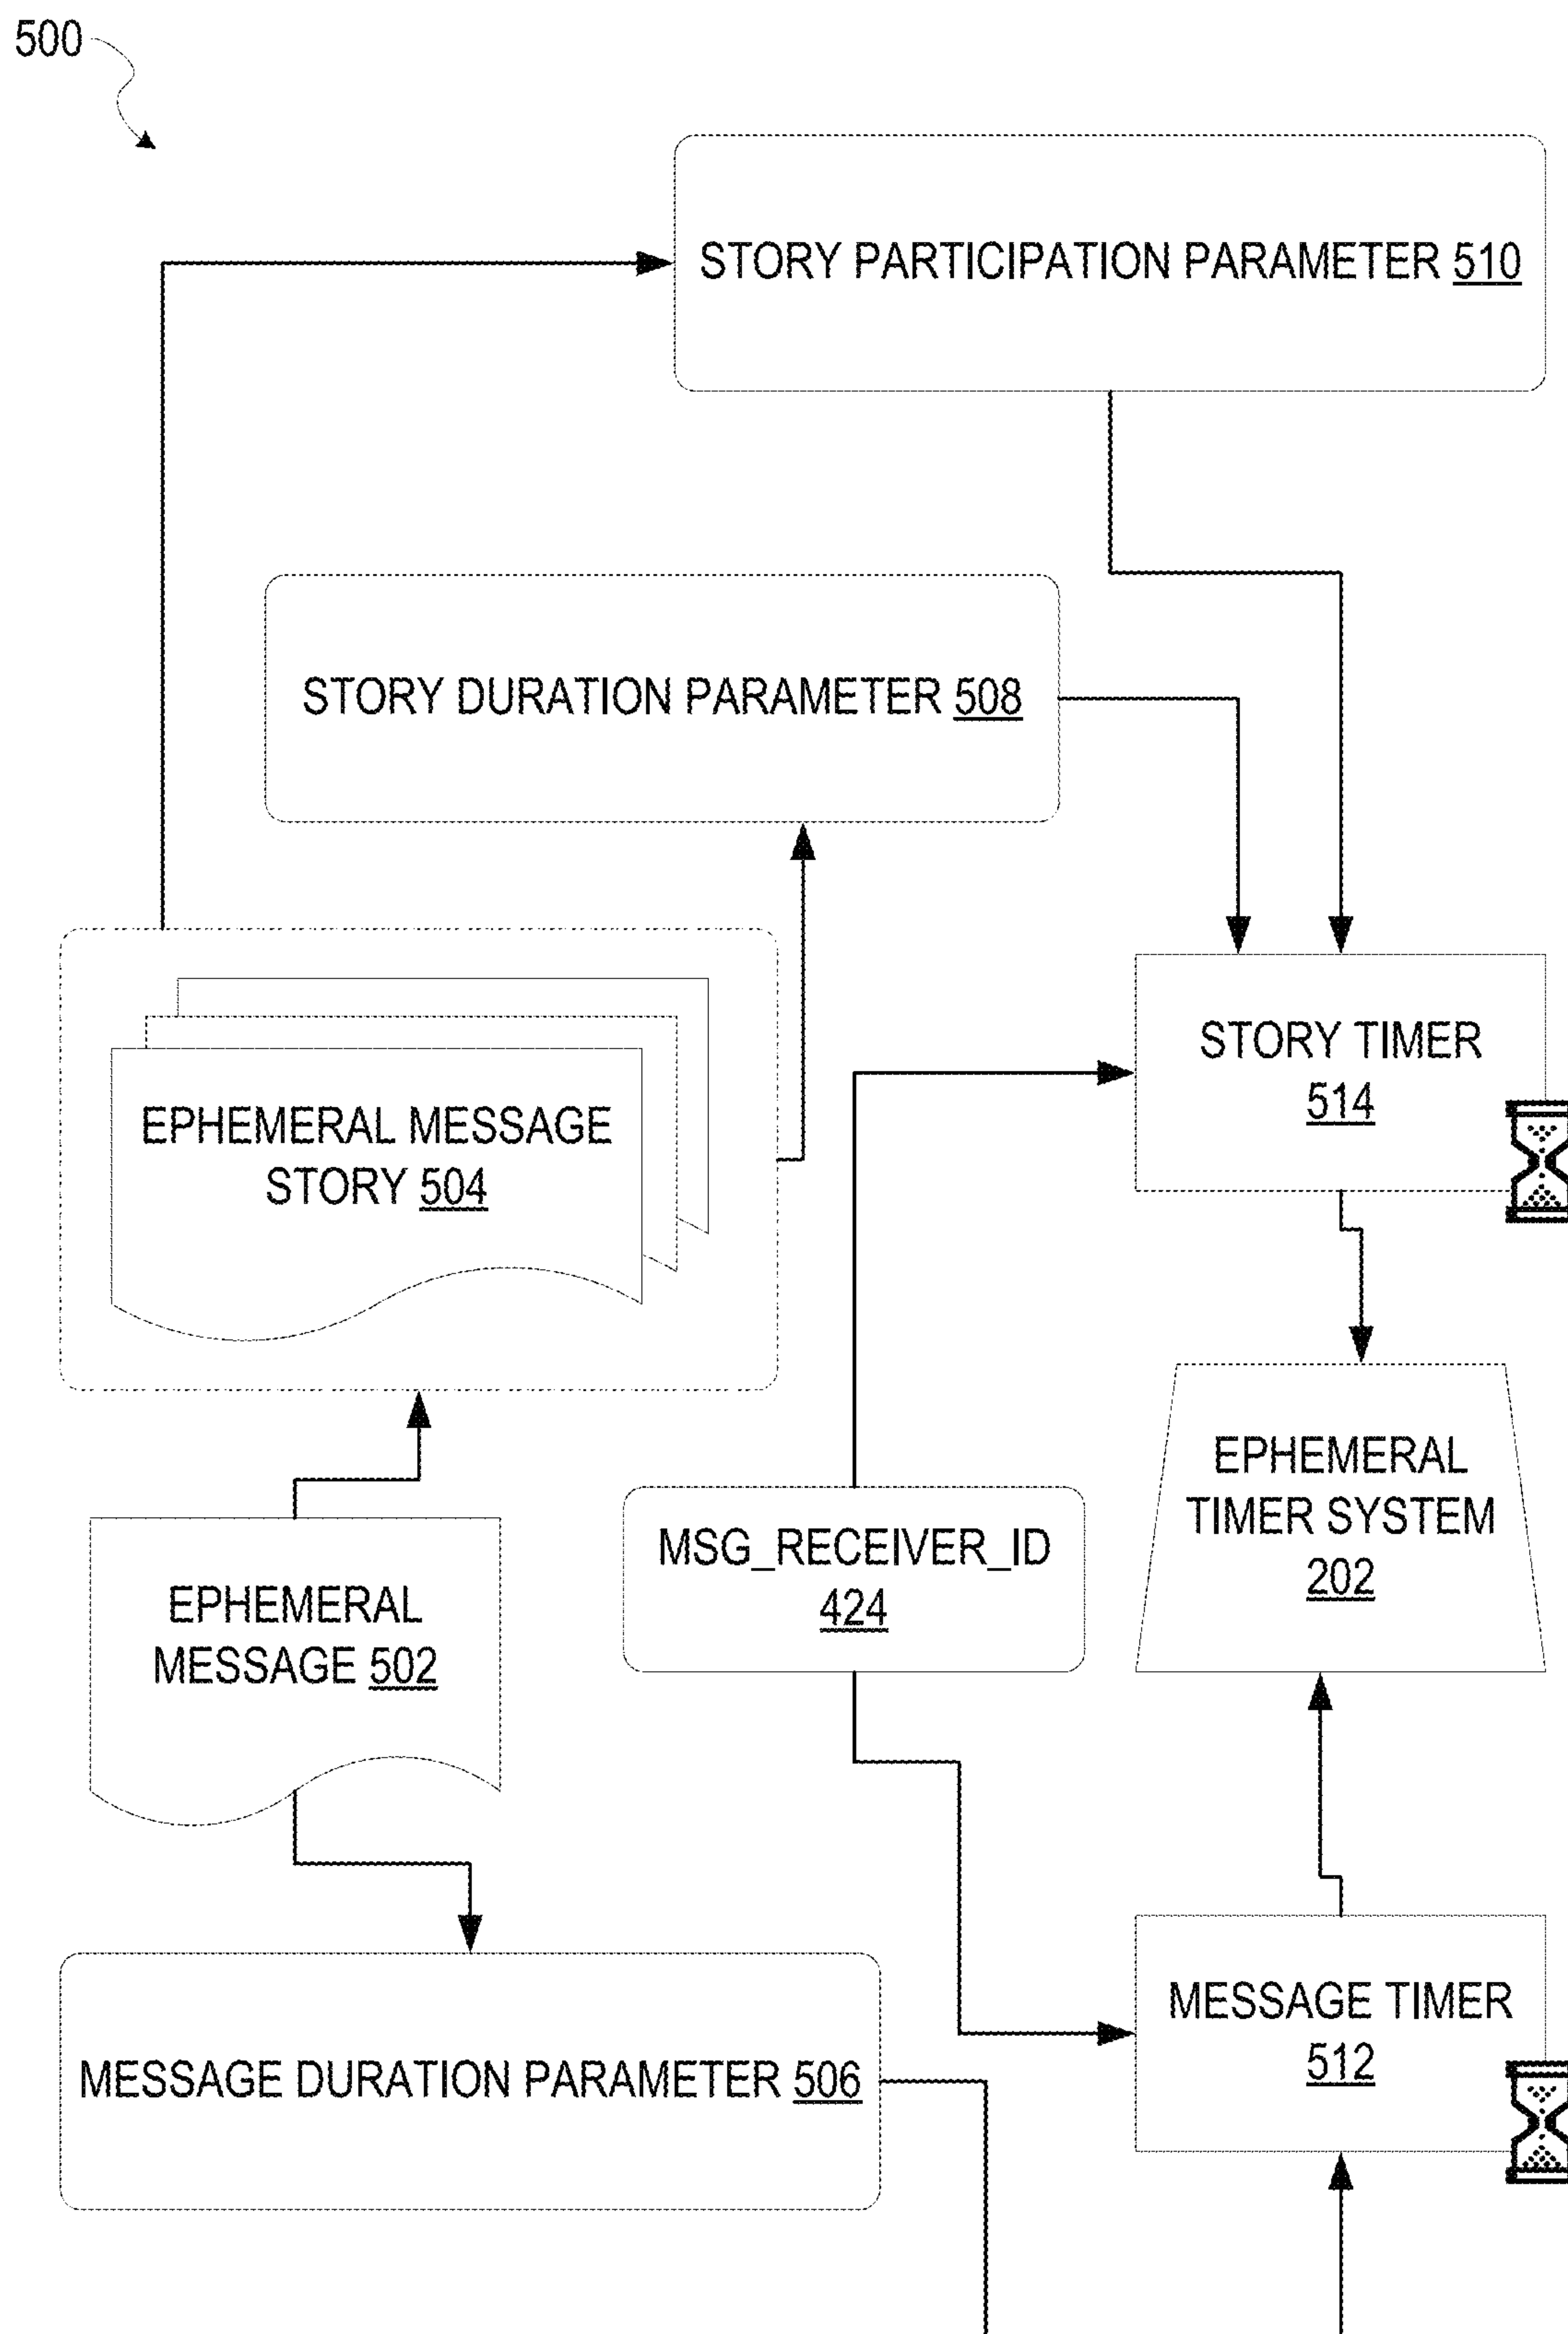 500
STORY PARTICIPATION PARAMETER 510
STORY DURATION PARAMETER 508
STORY TIMER
514
EPHEMERAL MESSAGE
STORY 504
EPHEMERAL
TIMER SYSTEM
202
MSG_RECEIVER_ID
424
EPHEMERAL
MESSAGE 502
MESSAGE TIMER
512
MESSAGE DURATION PARAMETER 506